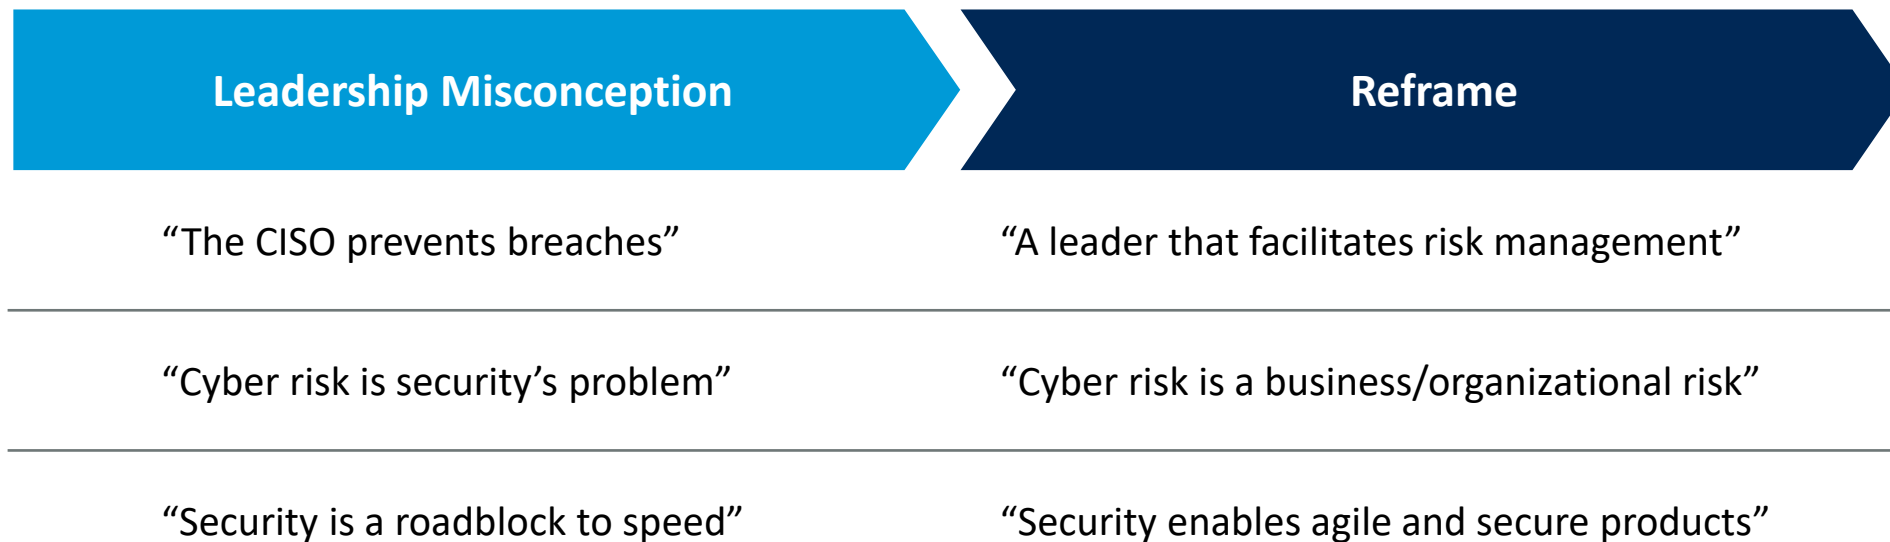 Leadership Misconception
Reframe
“The CISO prevents breaches”
“A leader that facilitates risk management”
“Cyber risk is security’s problem”
“Cyber risk is a business/organizational risk”
“Security is a roadblock to speed”
“Security enables agile and secure products”